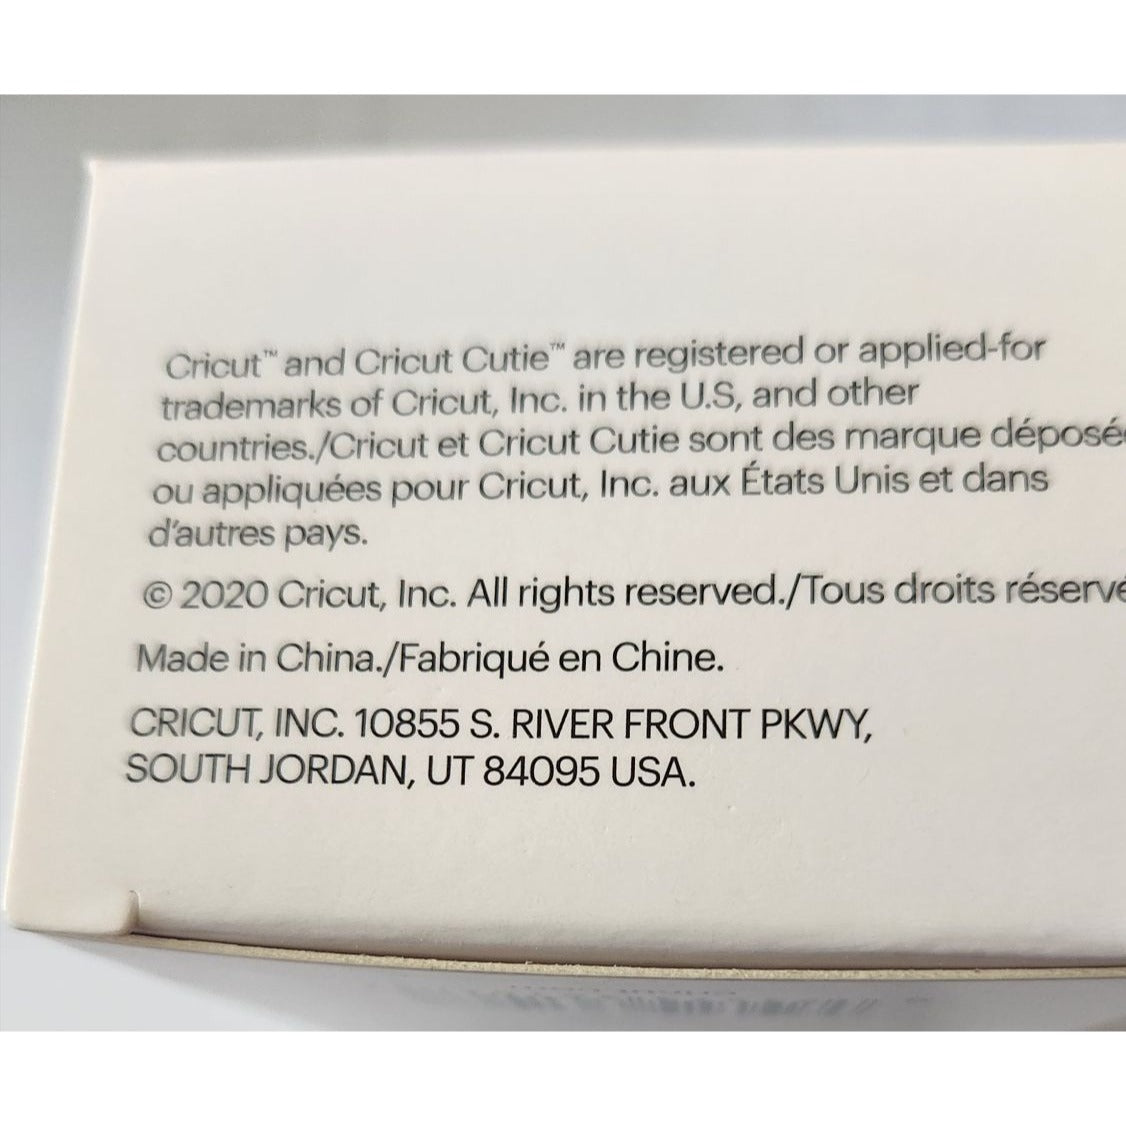 Cricut™ and Cricut Cutie™ are registered or applied-for
trademarks of Cricut, Inc. in the U.S, and other
countries./Cricut et Cricut Cutie sont des marque
ou appliquées pour Cricut, Inc. aux États Unis et dans
d'autres pays.
© 2020 Cricut, Inc. All rights reserved./Tous droits
Made in China./Fabriqué en Chine.
CRICUT, INC. 10855 S. RIVER FRONT PKWY,
SOUTH JORDAN, UT 84095 USA.